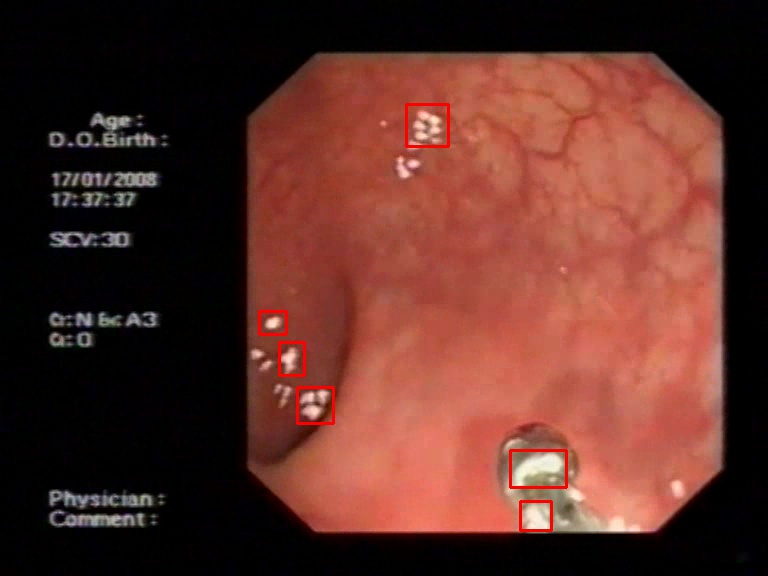 Age:
D.O.Birth:
17/01/2008
17:37:37
SCV:30
Physician:
Comment: